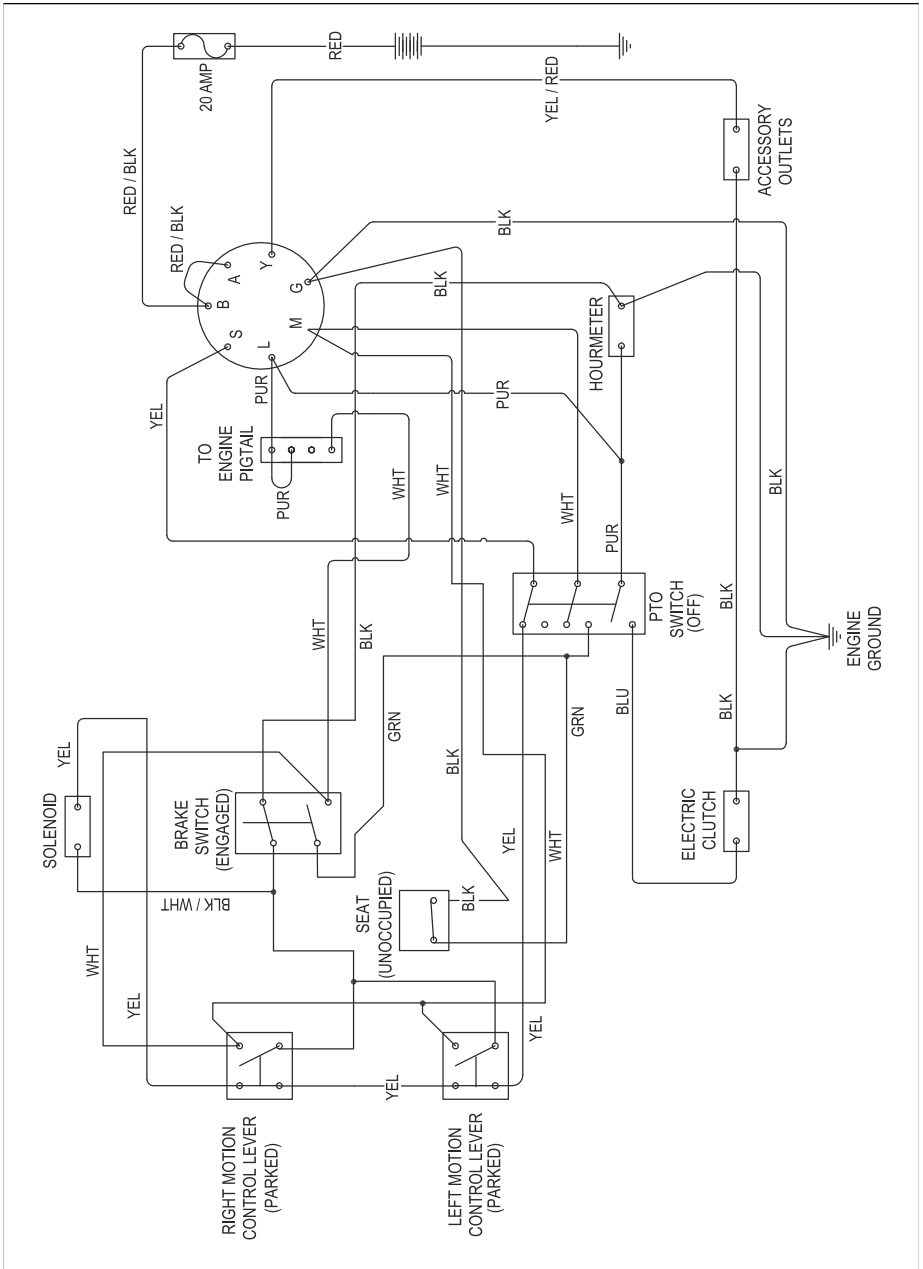 RED
20 AMP
YEL / RED
ACCESSORY
OUTLETS
RED / BLK
RED / BLK
A
B
S
L
Y
G
M
BLK
BLK
HOURMETER
YEL
PUR
TO
ENGINE
PIGTAIL
PUR
PUR
WHT
WHT
WHT
PUR
BLK
PTO
SWITCH
(OFF)
BLK
ENGINE
GROUND
WHT
BLK
GRN
GRN
BLU
BLK
YEL
SOLENOID
BRAKE
SWITCH
(ENGAGED)
BLK
YEL
WHT
ELECTRIC
CLUTCH
BLK / WHT
SEAT
(UNOCCUPIED)
BLK
WHT
YEL
YEL
YEL
RIGHT MOTION
CONTROL LEVER
(PARKED)
LEFT MOTION
CONTROL LEVER
(PARKED)